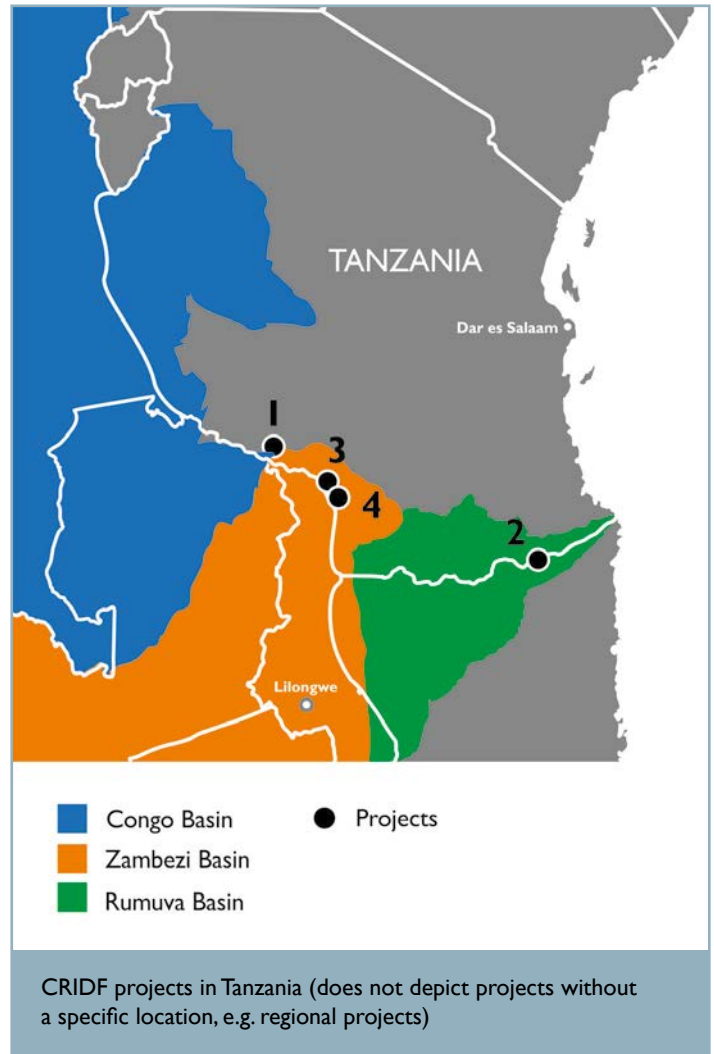 TANZANIA
Dar es Salaam
1
3
4
2
Lilongwe
Congo Basin
Projects
Zambezi Basin
Rumuva Basin
CRIDF projects in Tanzania (does not depict projects without
a specific location, e.g. regional projects)